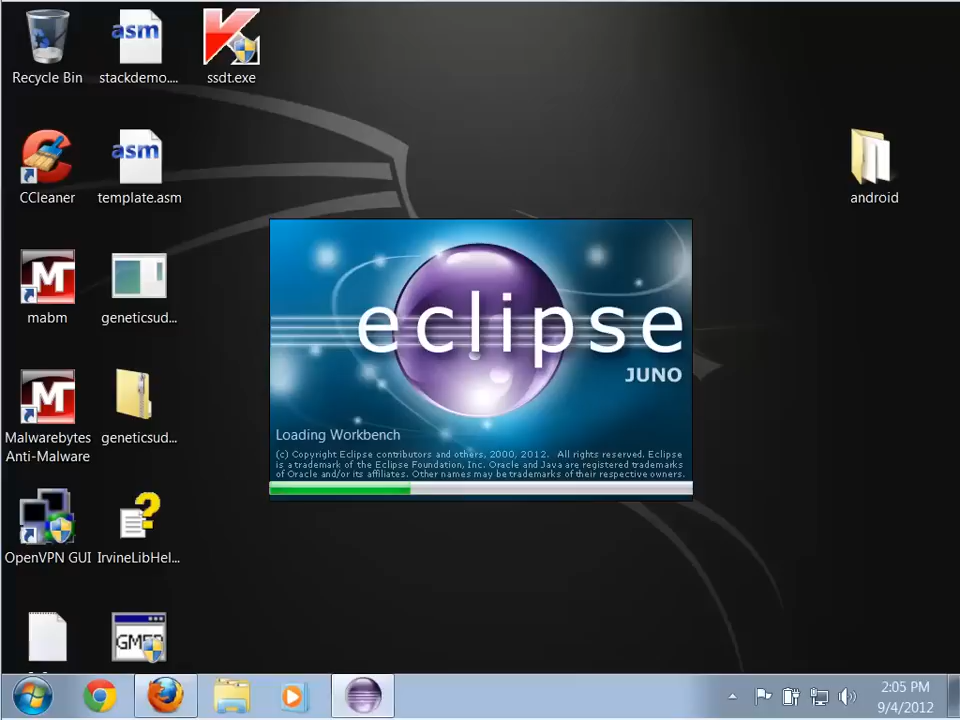 Recycle Bin
asm
stackdemo....
ssdt.exe
CCleaner
asm
template.asm
android
mabm
geneticsud...
eclipse
JUNO
Loading Workbench
(c) Copyright Eclipse contributors and others, 2000, 2012. All rights reserved. Eclipse
is a trademark of the Eclipse Foundation, Inc. Oracle and Java are registered trademarks
of Oracle and/or its affiliates. Other names may be trademarks of their respective owners.
Malwarebytes
Anti-Malware
geneticsud...
OpenVPN GUI
IrvineLibHel...
GMER
2:05 PM
9/4/2012